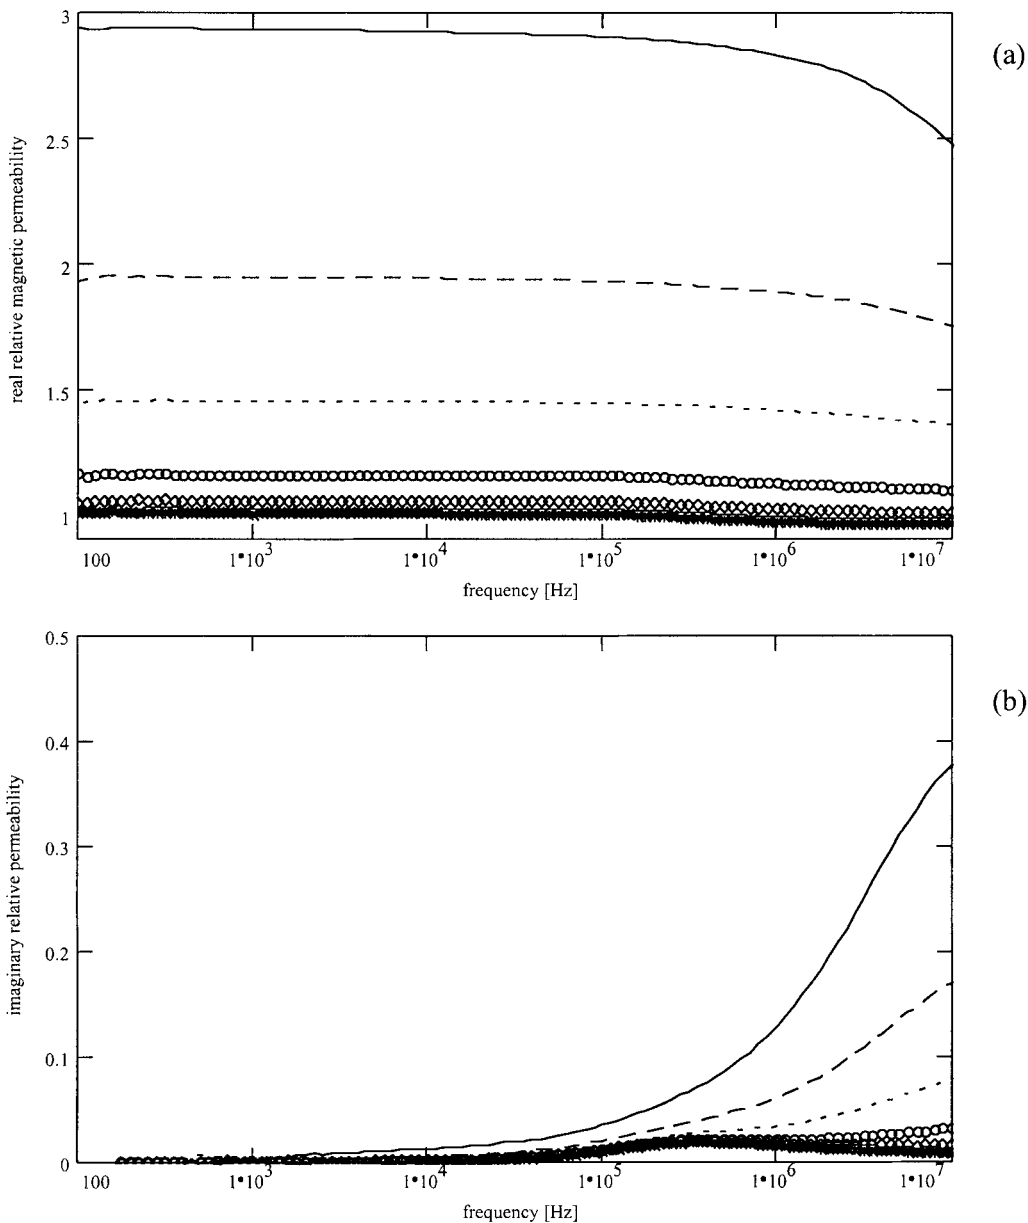 3
(a)
2.5
real relative magnetic permeability
2
1.5
1
100 1•10³ 1•10⁴ 1•10⁵ 1•10⁶ 1•10⁷
frequency [Hz]
0.5
(b)
0.4
imaginary relative permeability
0.3
0.2
0.1
0
100 1•10³ 1•10⁴ 1•10⁵ 1•10⁶ 1•10⁷
frequency [Hz]